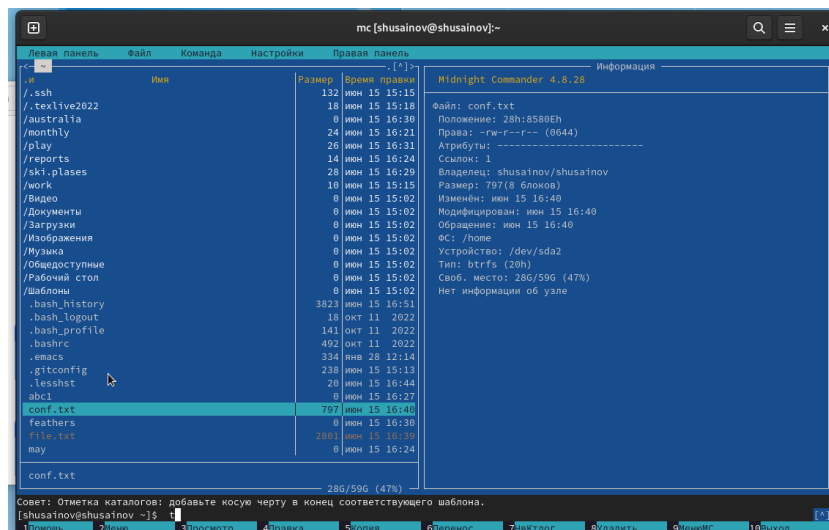 mc [shusainov@shusainov]:~
Левая панель Файл Команда Настройки Правая панель
<- ~ .[^]>
.и Имя Размер Время правки
/.ssh 132 июн 15 15:15
/.texlive2022 18 июн 15 15:18
/australia 0 июн 15 16:30
/monthly 24 июн 15 16:21
/play 26 июн 15 16:31
/reports 14 июн 15 16:24
/ski.plases 28 июн 15 16:29
/work 10 июн 15 15:15
/Видео 0 июн 15 15:02
/Документы 0 июн 15 15:02
/Загрузки 0 июн 15 15:02
/Изображения 0 июн 15 15:02
/Музыка 0 июн 15 15:02
/Общедоступные 0 июн 15 15:02
/Рабочий стол 0 июн 15 15:02
/Шаблоны 0 июн 15 15:02
.bash_history 3823 июн 15 16:51
.bash_logout 18 окт 11 2022
.bash_profile 141 окт 11 2022
.bashrc 492 окт 11 2022
.emacs 334 янв 28 12:14
.gitconfig 238 июн 15 15:13
.lesshst 20 июн 15 16:44
abc1 0 июн 15 16:27
conf.txt 797 июн 15 16:40
feathers 0 июн 15 16:30
file.txt 2801 июн 15 16:39
may 0 июн 15 16:24
conf.txt
28G/59G (47%)
Информация
Midnight Commander 4.8.28
Файл: conf.txt
Положение: 28h:8580Eh
Права: -rw-r--r-- (0644)
Атрибуты: ------------------------
Ссылок: 1
Владелец: shusainov/shusainov
Размер: 797(8 блоков)
Изменён: июн 15 16:40
Модифицирован: июн 15 16:40
Обращение: июн 15 16:40
ФС: /home
Устройство: /dev/sda2
Тип: btrfs (20h)
Своб. место: 28G/59G (47%)
Нет информации об узле
Совет: Отметка каталогов: добавьте косую черту в конец соответствующего шаблона.
[shusainov@shusainov ~]$ t [^]
1Помощь 2Меню 3Просмотр 4Правка 5Копия 6Перенос 7НвКтлог 8Удалить 9МенюМС 10Выход